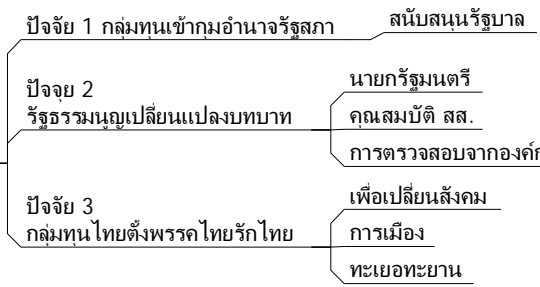 ปัจจัย 1 กลุ่มทุนเข้ากุมอำนาจรัฐสภา
สนับสนุนรัฐบาล
ปัจจุย 2
รัฐธรรมนูญเปลี่ยนแปลงบทบาท
นายกรัฐมนตรี
คุณสมบัติ สส.
การตรวจสอบจากองค์ก
ปัจจัย 3
กลุ่มทุนไทยตั้งพรรคไทยรักไทย
เพื่อเปลี่ยนสังคม
การเมือง
ทะเยอทะยาน